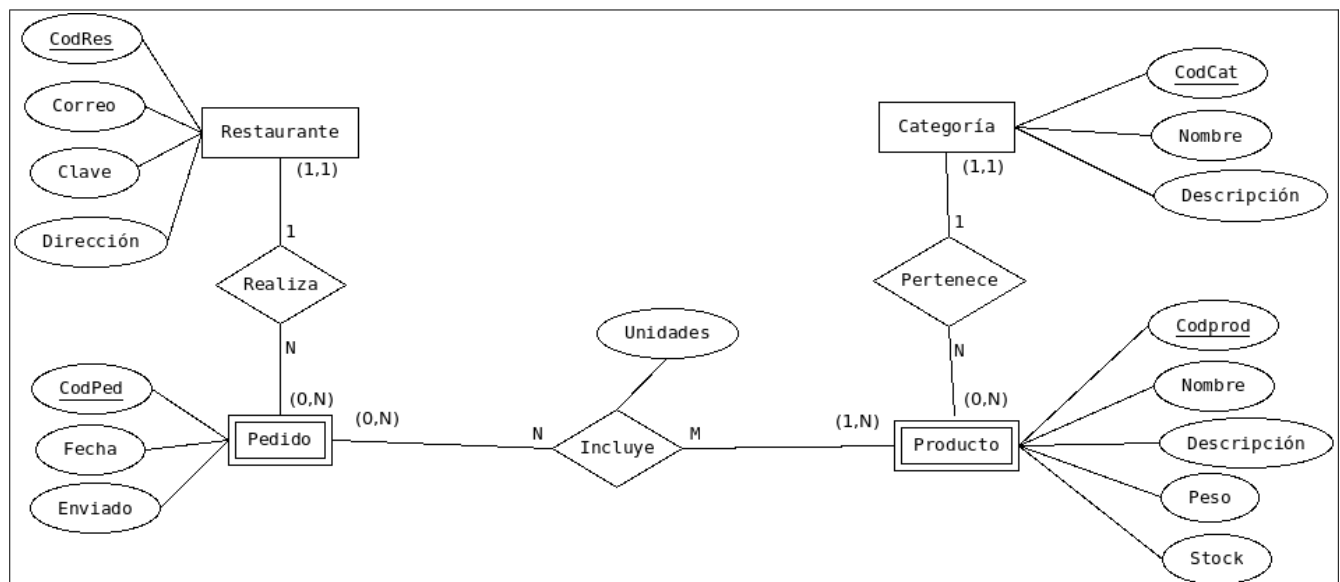 CodRes
Correo
Clave
Dirección
Restaurante
(1,1)
1
Realiza
N
(0,N)
CodPed
Fecha
Enviado
Pedido
(0,N)
N
Unidades
Incluye
M
(1,N)
Categoría
(1,1)
1
Pertenece
N
(0,N)
Producto
CodCat
Nombre
Descripción
Codprod
Nombre
Descripción
Peso
Stock